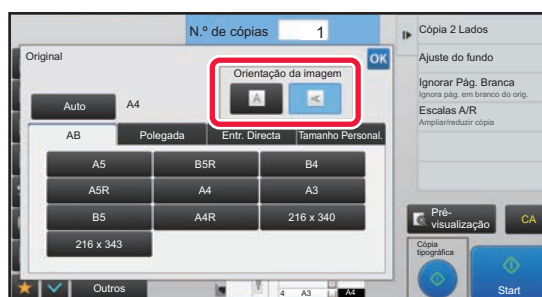 N.º de cópias 1
Original
OK
Orientação da imagem
A A
Auto A4
AB Polegada Entr. Directa Tamanho Personal.
A5 B5R B4
A5R A4 A3
B5 A4R 216 x 340
216 x 343
Outros
4 A3 A4
Cópia 2 Lados
Ajuste do fundo
Ignorar Pág. Branca
Ignora pág. em branco do orig.
Escalas A/R
Ampliar/reduzir cópia
Pré-
visualização
CA
Cópia
tipográfica
Start